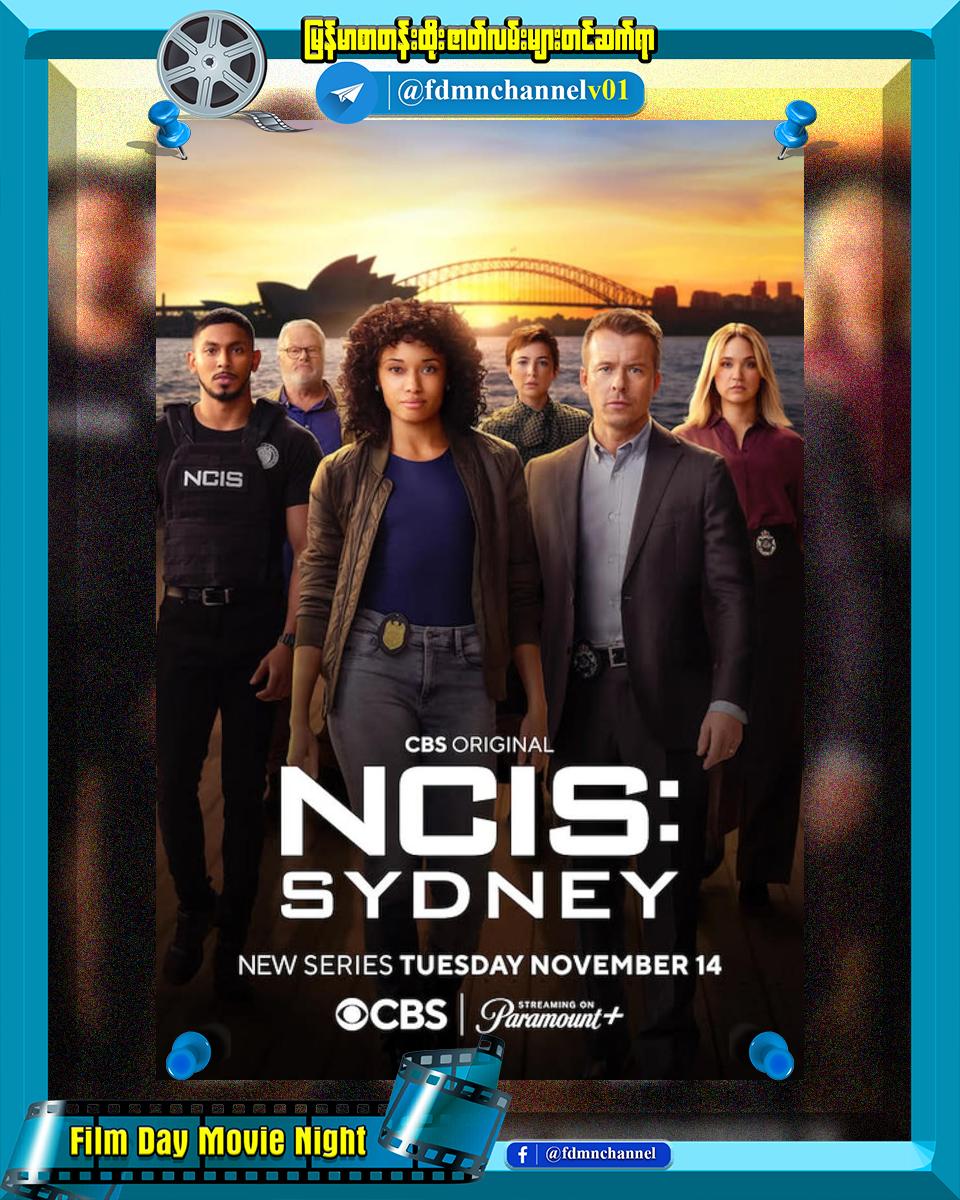 မြန်မာစာတန်းထိုး ဇာတ်လမ်းများတင်ဆက်ရာ
@fdmnchannelv01
NCIS
CBS ORIGINAL
NCIS:
SYDNEY
NEW SERIES TUESDAY NOVEMBER 14
CBS
STREAMING ON
Paramount+
Film Day Movie Night
@fdmnchannel